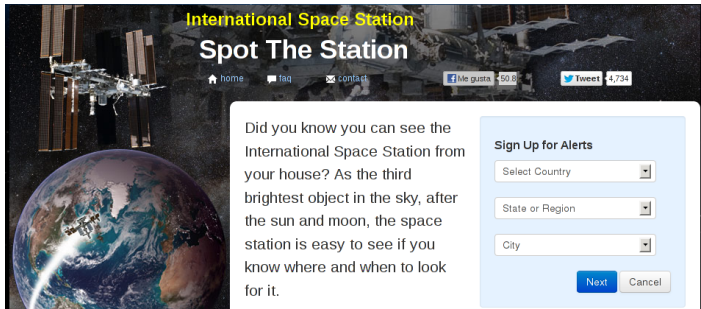 International Space Station
Spot The Station
home faq contact Me gusta 50.8 Tweet 4,734
Did you know you can see the
International Space Station from
your house? As the third
brightest object in the sky, after
the sun and moon, the space
station is easy to see if you
know where and when to look
for it.
Sign Up for Alerts
Select Country
State or Region
City
Next Cancel